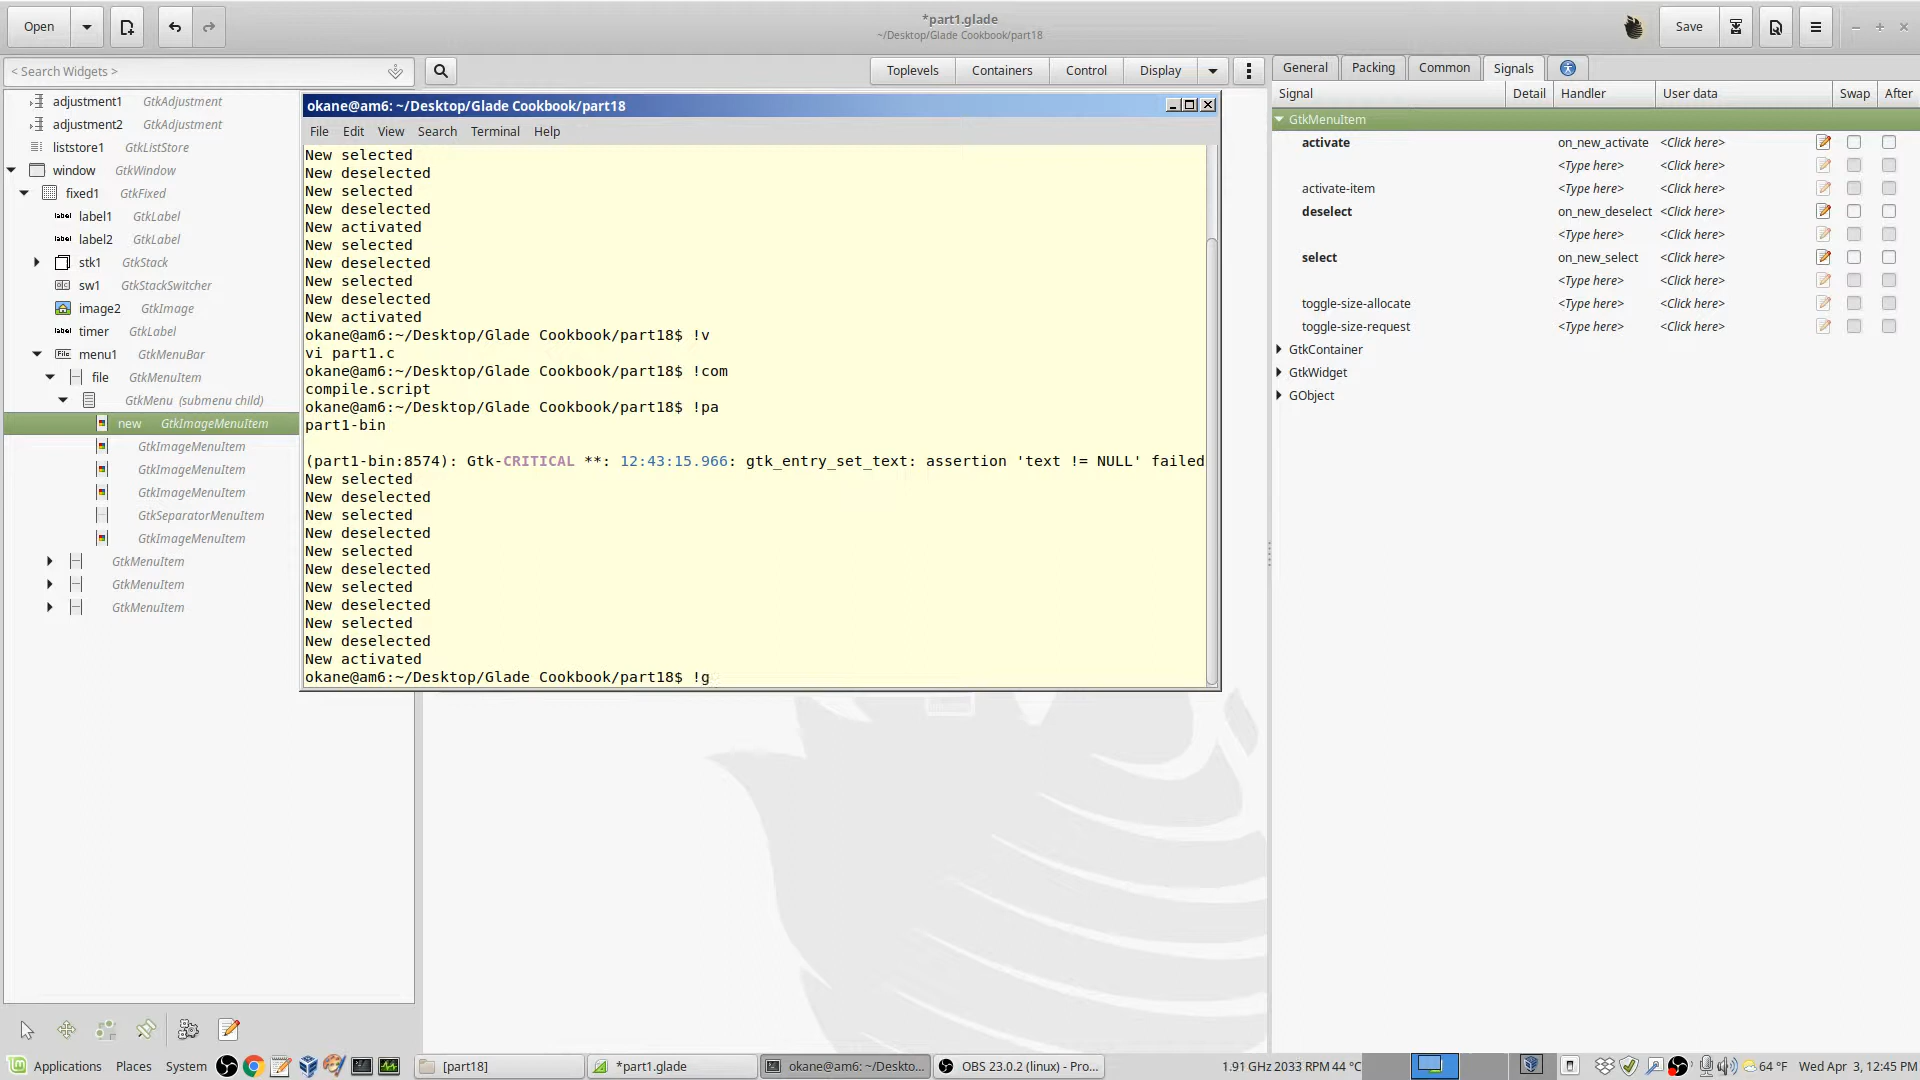 Open
*part1.glade
~/Desktop/Glade Cookbook/part18
Save
< Search Widgets >
Toplevels
Containers
Control
Display
General
Packing
Common
Signals
adjustment1 GtkAdjustment
adjustment2 GtkAdjustment
liststore1 GtkListStore
window GtkWindow
fixed1 GtkFixed
label label1 GtkLabel
label label2 GtkLabel
stk1 GtkStack
sw1 GtkStackSwitcher
image2 GtkImage
label timer GtkLabel
File menu1 GtkMenuBar
file GtkMenuItem
GtkMenu (submenu child)
new GtkImageMenuItem
GtkImageMenuItem
GtkImageMenuItem
GtkImageMenuItem
GtkSeparatorMenuItem
GtkImageMenuItem
GtkMenuItem
GtkMenuItem
GtkMenuItem
okane@am6: ~/Desktop/Glade Cookbook/part18
File Edit View Search Terminal Help
New selected
New deselected
New selected
New deselected
New activated
New selected
New deselected
New selected
New deselected
New activated
okane@am6:~/Desktop/Glade Cookbook/part18$ !v
vi part1.c
okane@am6:~/Desktop/Glade Cookbook/part18$ !com
compile.script
okane@am6:~/Desktop/Glade Cookbook/part18$ !pa
part1-bin
(part1-bin:8574): Gtk-CRITICAL **: 12:43:15.966: gtk_entry_set_text: assertion 'text != NULL' failed
New selected
New deselected
New selected
New deselected
New selected
New deselected
New selected
New deselected
New selected
New deselected
New activated
okane@am6:~/Desktop/Glade Cookbook/part18$ !g
Signal Detail Handler User data Swap After
GtkMenuItem
activate on_new_activate <Click here>
<Type here> <Click here>
activate-item <Type here> <Click here>
deselect on_new_deselect <Click here>
<Type here> <Click here>
select on_new_select <Click here>
<Type here> <Click here>
toggle-size-allocate <Type here> <Click here>
toggle-size-request <Type here> <Click here>
GtkContainer
GtkWidget
GObject
Applications Places System
[part18]
*part1.glade
okane@am6: ~/Deskto...
OBS 23.0.2 (linux) - Pro...
1.91 GHz 2033 RPM 44 °C
64 °F
Wed Apr 3, 12:45 PM